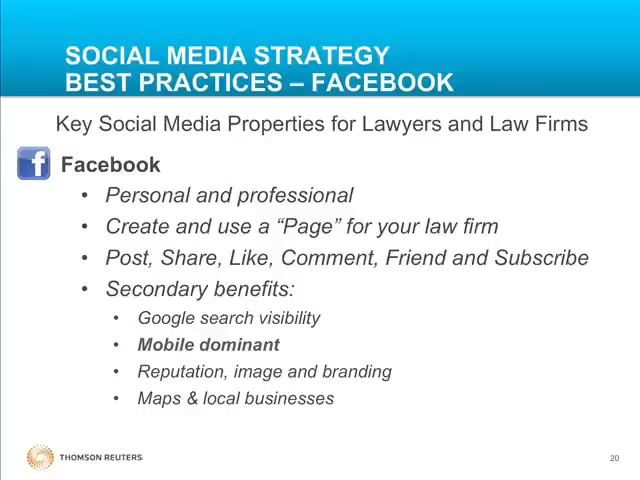 SOCIAL MEDIA STRATEGY
BEST PRACTICES – FACEBOOK
Key Social Media Properties for Lawyers and Law Firms
f Facebook
• Personal and professional
• Create and use a “Page” for your law firm
• Post, Share, Like, Comment, Friend and Subscribe
• Secondary benefits:
• Google search visibility
• Mobile dominant
• Reputation, image and branding
• Maps & local businesses
THOMSON REUTERS
20